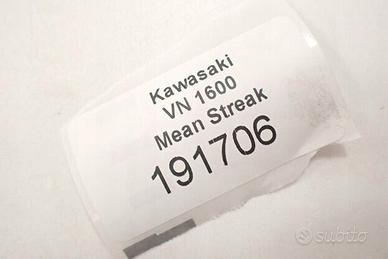 Kawasaki
VN 1600
Mean Streak
191706
subito